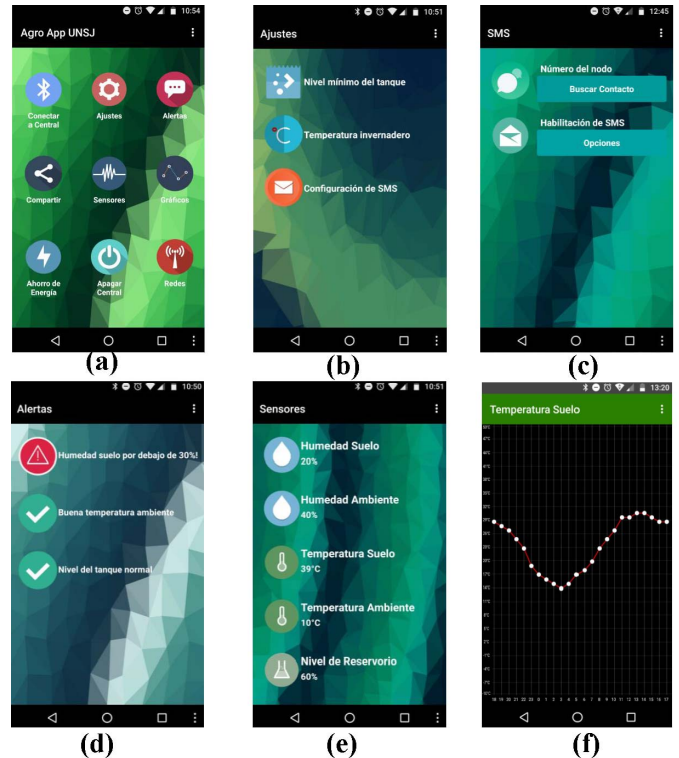 10:54
Agro App UNSJ
Conectar
a Central
Ajustes
Alertas
Compartir
Sensores
Gráficos
Ahorro de
Energía
Apagar
Central
Redes
(a)
10:51
Ajustes
Nivel mínimo del tanque
Temperatura invernadero
Configuración de SMS
(b)
12:45
SMS
Número del nodo
Buscar Contacto
Habilitación de SMS
Opciones
(c)
10:50
Alertas
Humedad suelo por debajo de 30%!
Buena temperatura ambiente
Nivel del tanque normal
(d)
10:51
Sensores
Humedad Suelo
20%
Humedad Ambiente
40%
Temperatura Suelo
39°C
Temperatura Ambiente
10°C
Nivel de Reservorio
60%
(e)
13:20
Temperatura Suelo
(f)